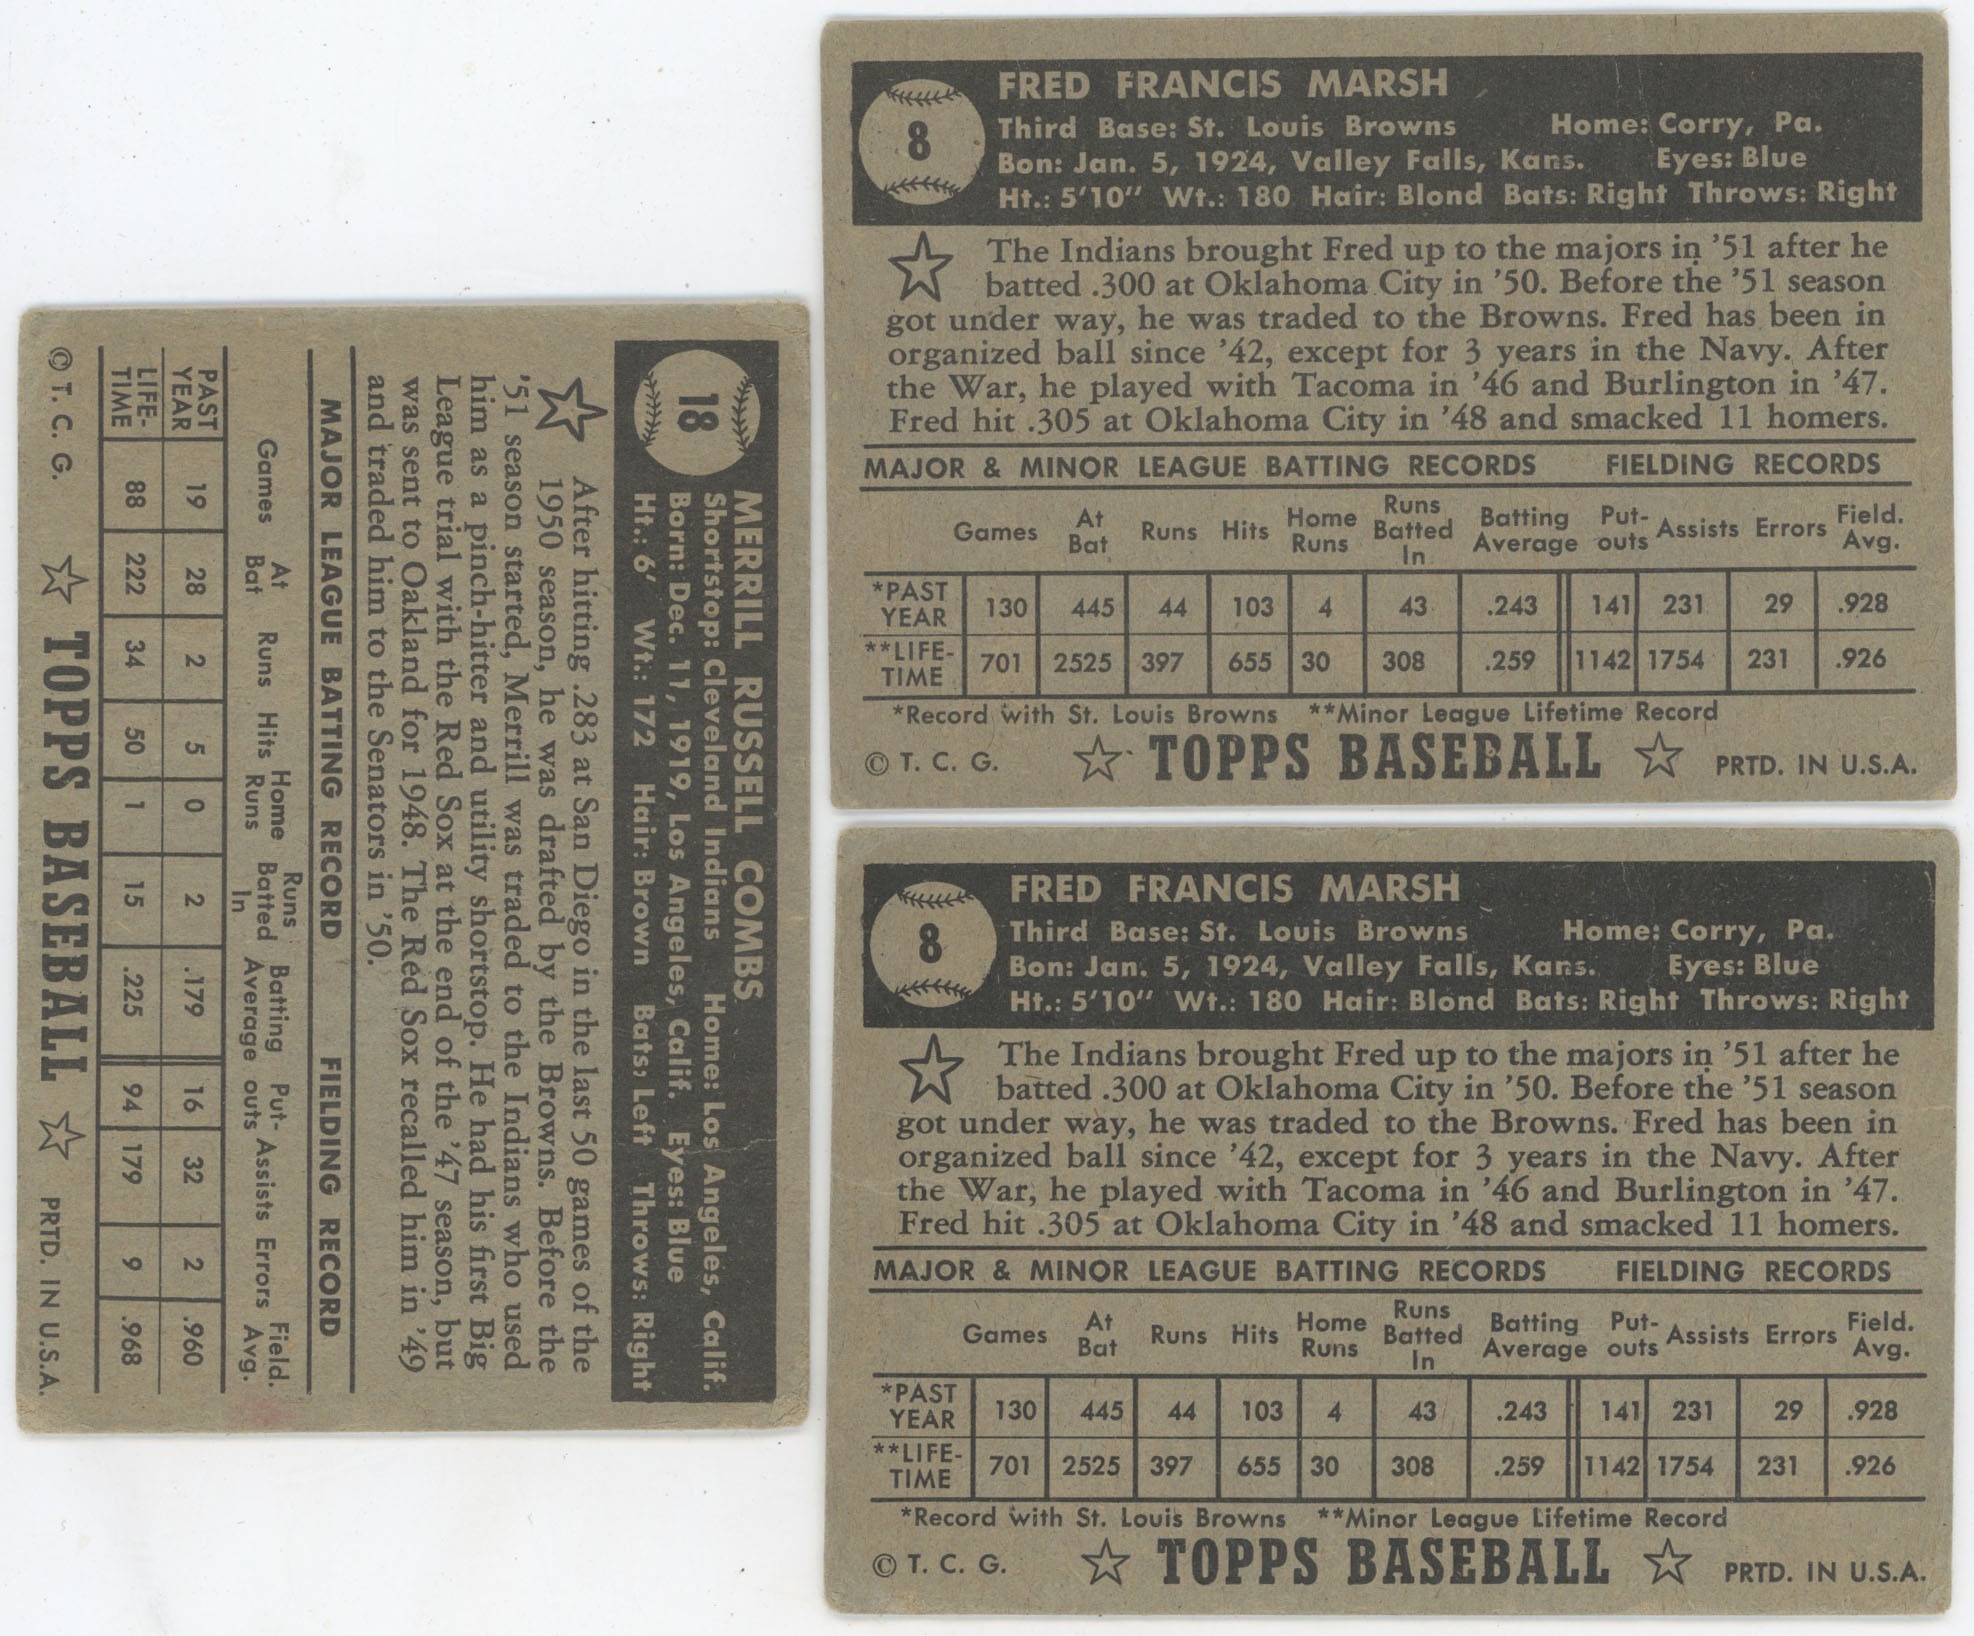 18
MERRILL RUSSELL COMBS
Shortstop: Cleveland Indians Home: Los Angeles, Calif.
Born: Dec. 11, 1919, Los Angeles, Calif. Eyes: Blue
Ht.: 6' Wt.: 172 Hair: Brown Bats; Left Throws: Right
After hitting .283 at San Diego in the last 50 games of the
1950 season, he was drafted by the Browns. Before the
'51 season started, Merrill was traded to the Indians who used
him as a pinch-hitter and utility shortstop. He had his first Big
League trial with the Red Sox at the end of the '47 season, but
was sent to Oakland for 1948. The Red Sox recalled him in '49
and traded him to the Senators in '50.
MAJOR LEAGUE BATTING RECORD FIELDING RECORD
Games At Bat Runs Hits Home Runs Runs Batted In Batting Average Put-outs Assists Errors Field. Avg.
PAST YEAR 19 28 2 5 0 2 .179 16 32 2 .960
LIFE-TIME 88 222 34 50 1 15 .225 94 179 9 .968
© T. C. G. ☆ TOPPS BASEBALL ☆ PRTD. IN U.S.A.
8
FRED FRANCIS MARSH
Third Base: St. Louis Browns Home: Corry, Pa.
Bon: Jan. 5, 1924, Valley Falls, Kans. Eyes: Blue
Ht.: 5'10" Wt.: 180 Hair: Blond Bats: Right Throws: Right
The Indians brought Fred up to the majors in '51 after he
batted .300 at Oklahoma City in '50. Before the '51 season
got under way, he was traded to the Browns. Fred has been in
organized ball since '42, except for 3 years in the Navy. After
the War, he played with Tacoma in '46 and Burlington in '47.
Fred hit .305 at Oklahoma City in '48 and smacked 11 homers.
MAJOR & MINOR LEAGUE BATTING RECORDS FIELDING RECORDS
Games At Bat Runs Hits Home Runs Runs Batted In Batting Average Put-outs Assists Errors Field. Avg.
*PAST YEAR 130 445 44 103 4 43 .243 141 231 29 .928
**LIFE-TIME 701 2525 397 655 30 308 .259 1142 1754 231 .926
*Record with St. Louis Browns **Minor League Lifetime Record
© T. C. G. ☆ TOPPS BASEBALL ☆ PRTD. IN U.S.A.
8
FRED FRANCIS MARSH
Third Base: St. Louis Browns Home: Corry, Pa.
Bon: Jan. 5, 1924, Valley Falls, Kans. Eyes: Blue
Ht.: 5'10" Wt.: 180 Hair: Blond Bats: Right Throws: Right
The Indians brought Fred up to the majors in '51 after he
batted .300 at Oklahoma City in '50. Before the '51 season
got under way, he was traded to the Browns. Fred has been in
organized ball since '42, except for 3 years in the Navy. After
the War, he played with Tacoma in '46 and Burlington in '47.
Fred hit .305 at Oklahoma City in '48 and smacked 11 homers.
MAJOR & MINOR LEAGUE BATTING RECORDS FIELDING RECORDS
Games At Bat Runs Hits Home Runs Runs Batted In Batting Average Put-outs Assists Errors Field. Avg.
*PAST YEAR 130 445 44 103 4 43 .243 141 231 29 .928
**LIFE-TIME 701 2525 397 655 30 308 .259 1142 1754 231 .926
*Record with St. Louis Browns **Minor League Lifetime Record
© T. C. G. ☆ TOPPS BASEBALL ☆ PRTD. IN U.S.A.